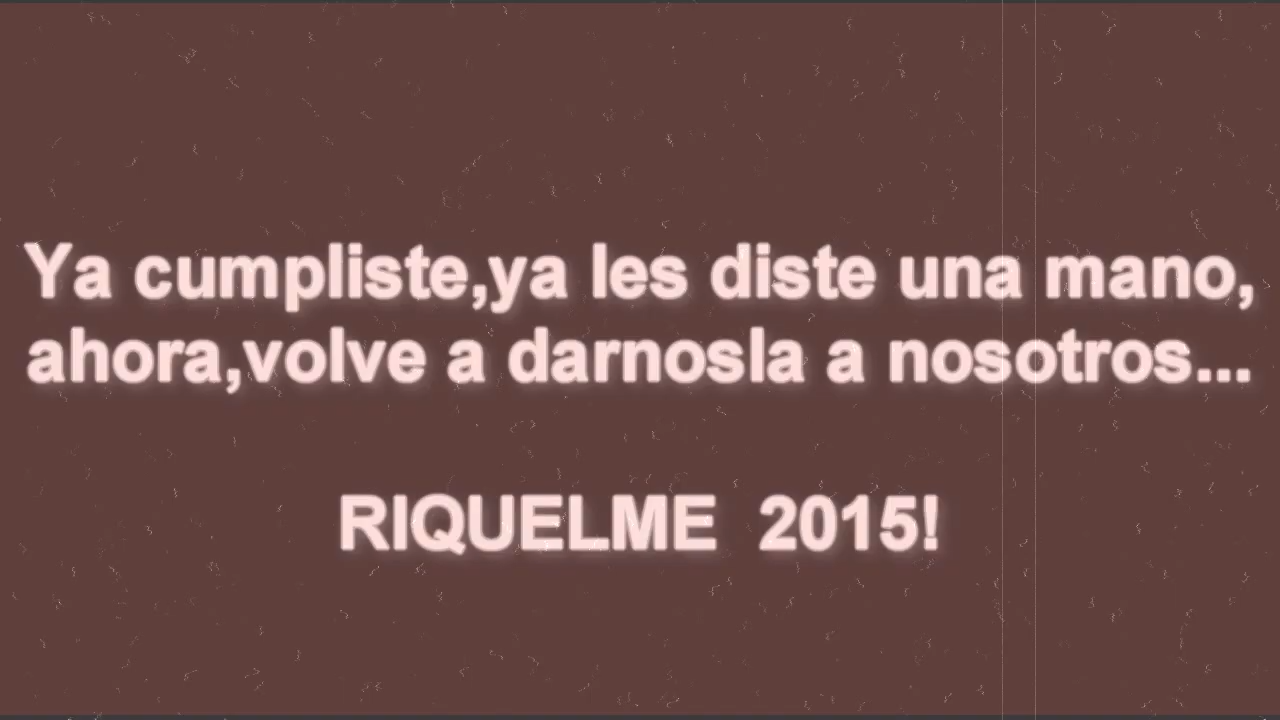 Ya cumpliste,ya les diste una mano,
ahora,volve a darnosla a nosotros...
RIQUELME 2015!